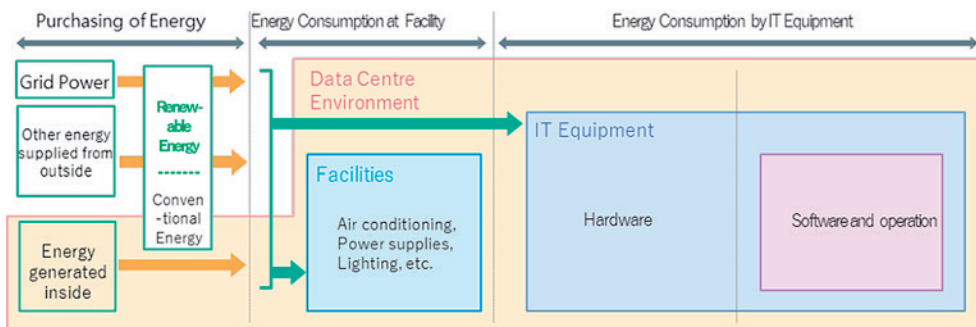 Purchasing of Energy
Energy Consumption at Facility
Energy Consumption by IT Equipment
Grid Power
Other energy
supplied from
outside
Energy
generated
inside
Renew-
able
Energy
-------
Conven
-tional
Energy
Data Centre
Environment
Facilities
Air conditioning,
Power supplies,
Lighting, etc.
IT Equipment
Hardware
Software and operation